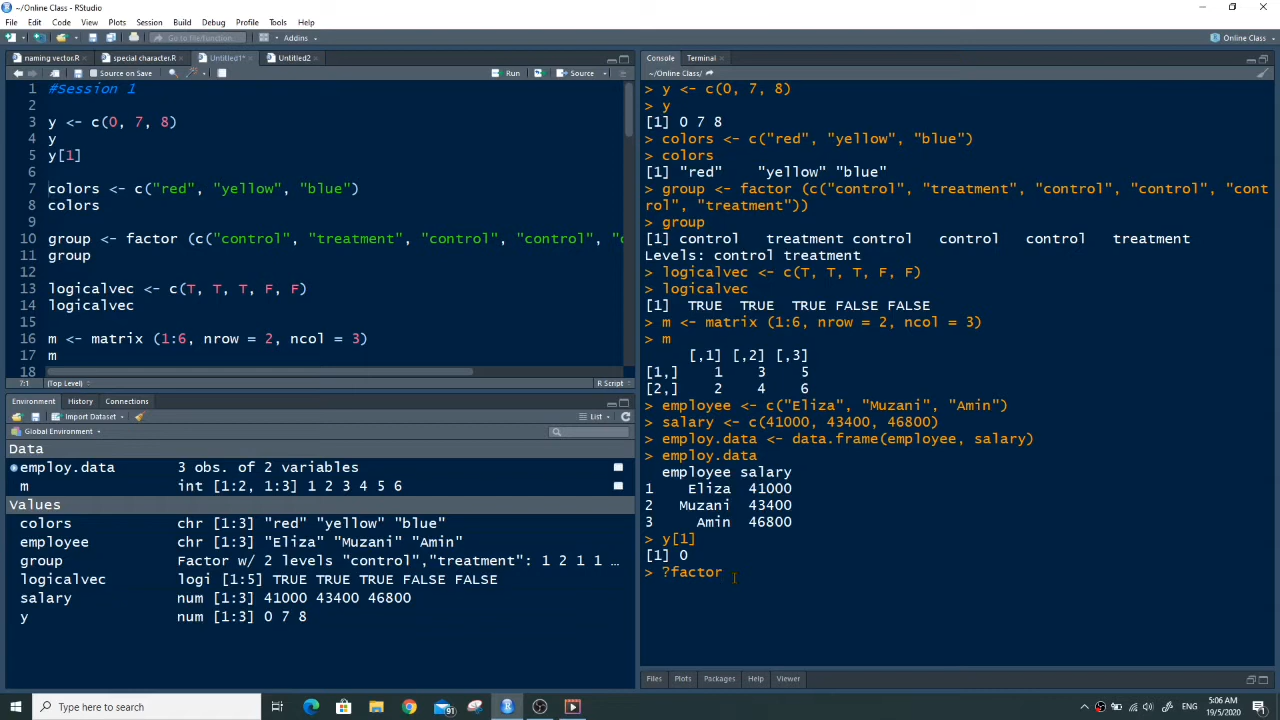 ~/Online Class - RStudio
File Edit Code View Plots Session Build Debug Profile Tools Help
Go to file/function Addins Online Class
naming vector.R special character.R Untitled1* Untitled2
Source on Save Run Source
1 #Session 1
2
3 y <- c(0, 7, 8)
4 y
5 y[1]
6
7 colors <- c("red", "yellow", "blue")
8 colors
9
10 group <- factor (c("control", "treatment", "control", "control", "c
11 group
12
13 logicalvec <- c(T, T, T, F, F)
14 logicalvec
15
16 m <- matrix (1:6, nrow = 2, ncol = 3)
17 m
18
7:1 (Top Level) R Script
Environment History Connections
Import Dataset List
Global Environment
Data
employ.data 3 obs. of 2 variables
m int [1:2, 1:3] 1 2 3 4 5 6
Values
colors chr [1:3] "red" "yellow" "blue"
employee chr [1:3] "Eliza" "Muzani" "Amin"
group Factor w/ 2 levels "control","treatment": 1 2 1 1 ...
logicalvec logi [1:5] TRUE TRUE TRUE FALSE FALSE
salary num [1:3] 41000 43400 46800
y num [1:3] 0 7 8
Console Terminal
~/Online Class/
> y <- c(0, 7, 8)
> y
[1] 0 7 8
> colors <- c("red", "yellow", "blue")
> colors
[1] "red" "yellow" "blue"
> group <- factor (c("control", "treatment", "control", "control", "cont
rol", "treatment"))
> group
[1] control treatment control control control treatment
Levels: control treatment
> logicalvec <- c(T, T, T, F, F)
> logicalvec
[1] TRUE TRUE TRUE FALSE FALSE
> m <- matrix (1:6, nrow = 2, ncol = 3)
> m
[,1] [,2] [,3]
[1,] 1 3 5
[2,] 2 4 6
> employee <- c("Eliza", "Muzani", "Amin")
> salary <- c(41000, 43400, 46800)
> employ.data <- data.frame(employee, salary)
> employ.data
employee salary
1 Eliza 41000
2 Muzani 43400
3 Amin 46800
> y[1]
[1] 0
> ?factor
Files Plots Packages Help Viewer
Type here to search
91
ENG
5:06 AM
19/5/2020
1